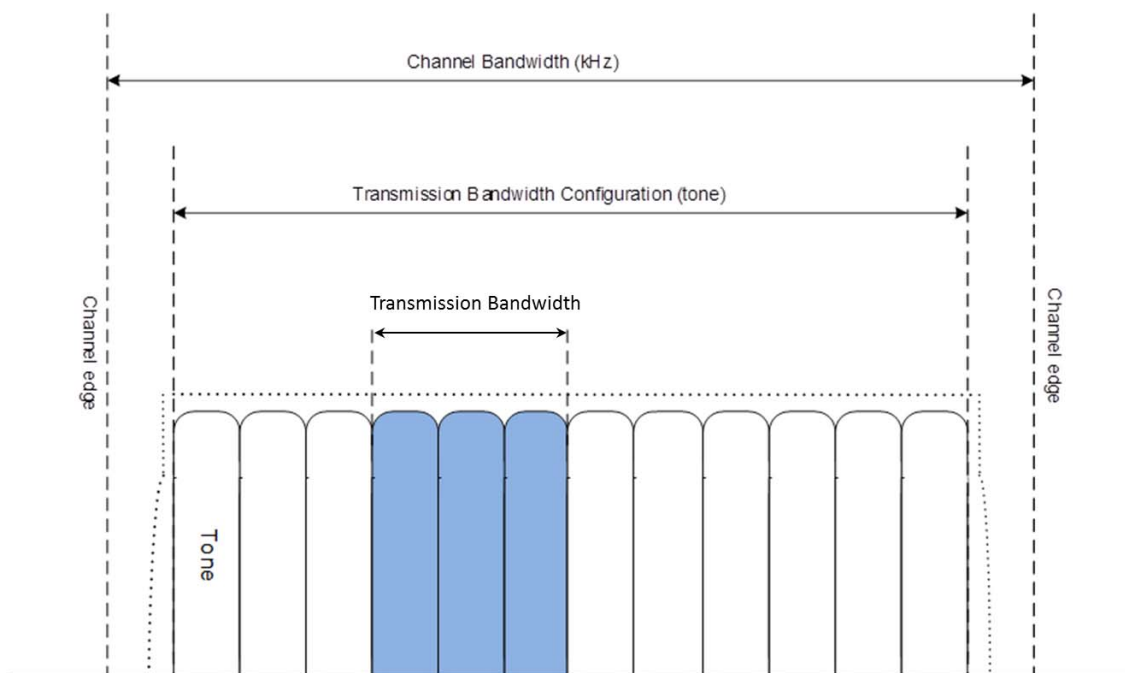 Channel Bandwidth (kHz)
Transmission Bandwidth Configuration (tone)
Transmission Bandwidth
Channel edge
Channel edge
Tone